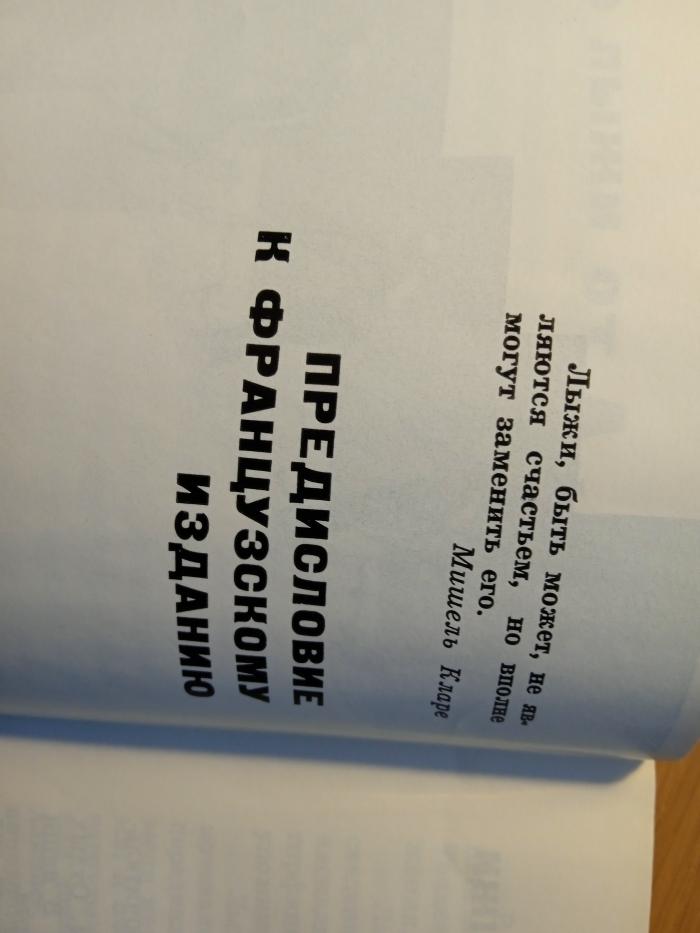 Лыжи, быть может, не яв-
ляются счастьем, но вполне
могут заменить его.
Мишель Кларе
ПРЕДИСЛОВИЕ
К ФРАНЦУЗСКОМУ
ИЗДАНИЮ